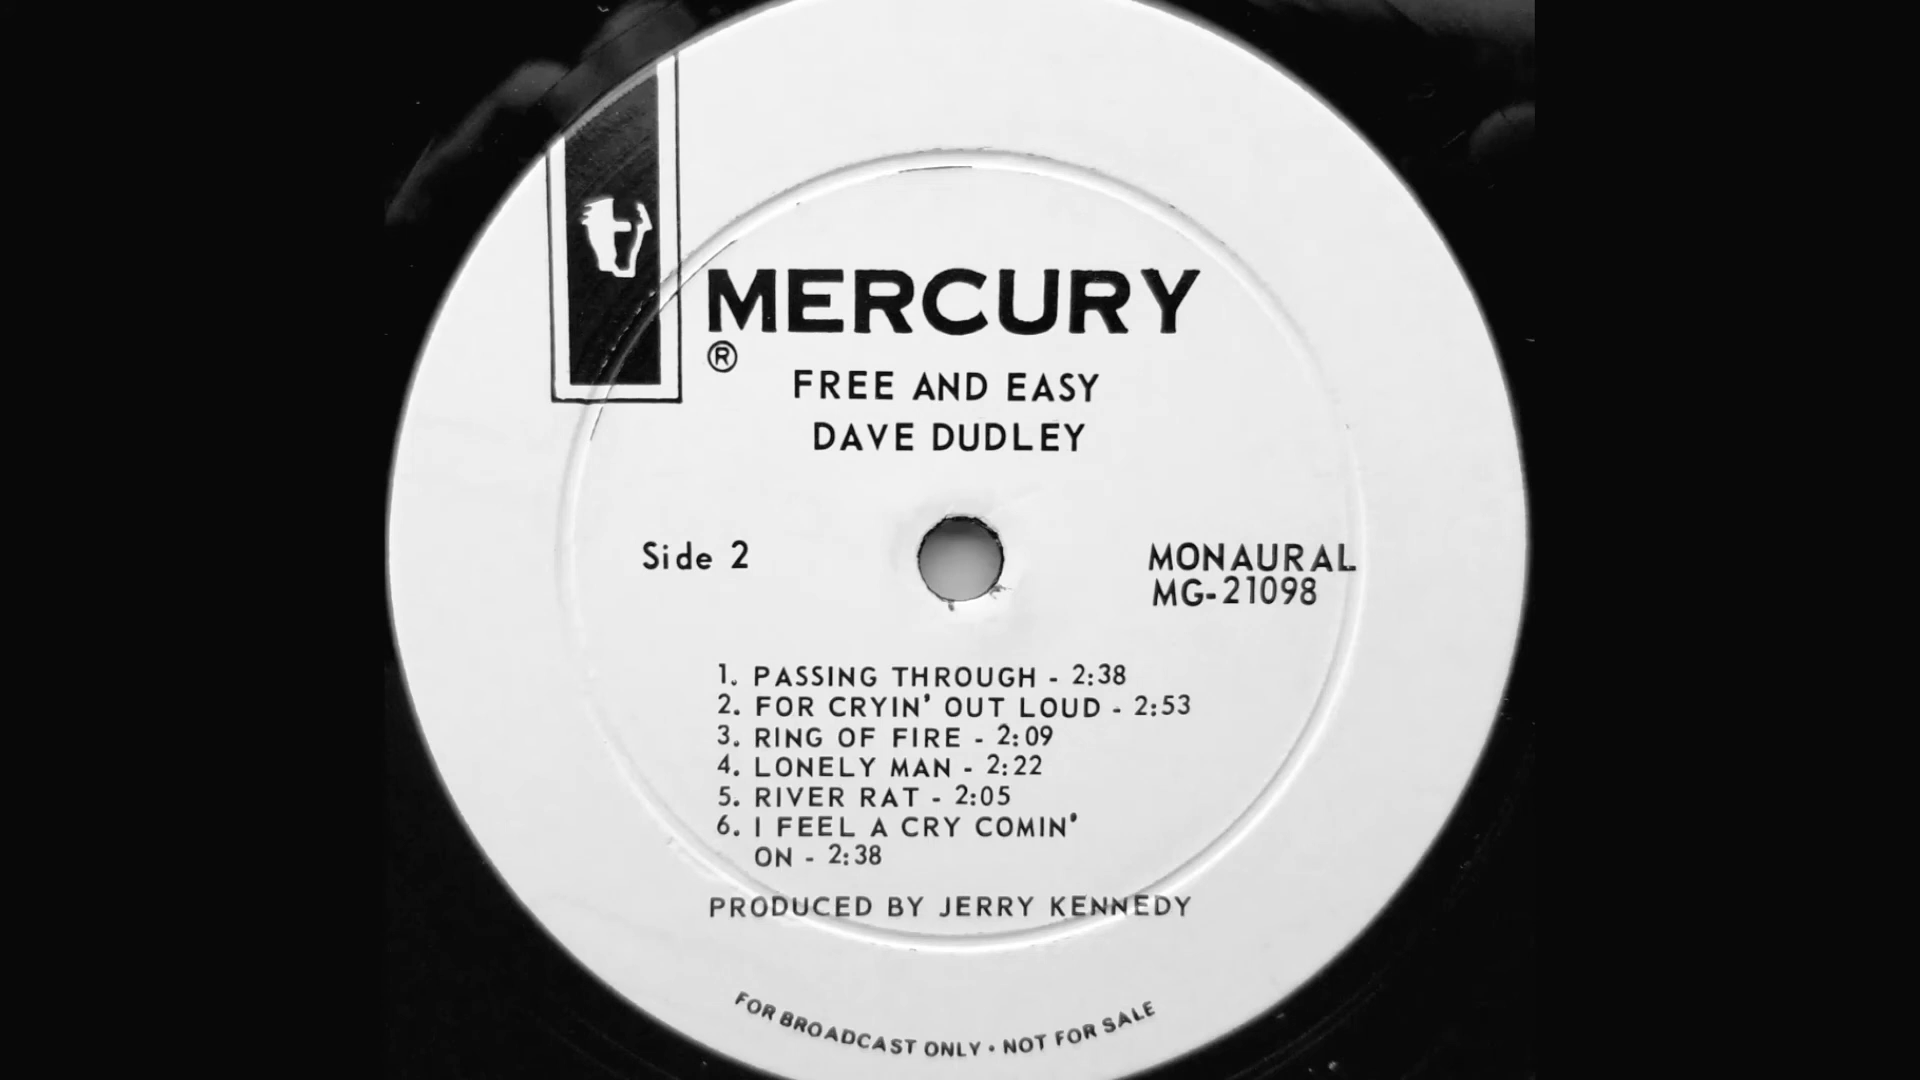 MERCURY
®
FREE AND EASY
DAVE DUDLEY
Side 2
MONAURAL
MG-21098
1. PASSING THROUGH - 2:38
2. FOR CRYIN' OUT LOUD - 2:53
3. RING OF FIRE - 2:09
4. LONELY MAN - 2:22
5. RIVER RAT - 2:05
6. I FEEL A CRY COMIN'
ON - 2:38
PRODUCED BY JERRY KENNEDY
FOR BROADCAST ONLY • NOT FOR SALE